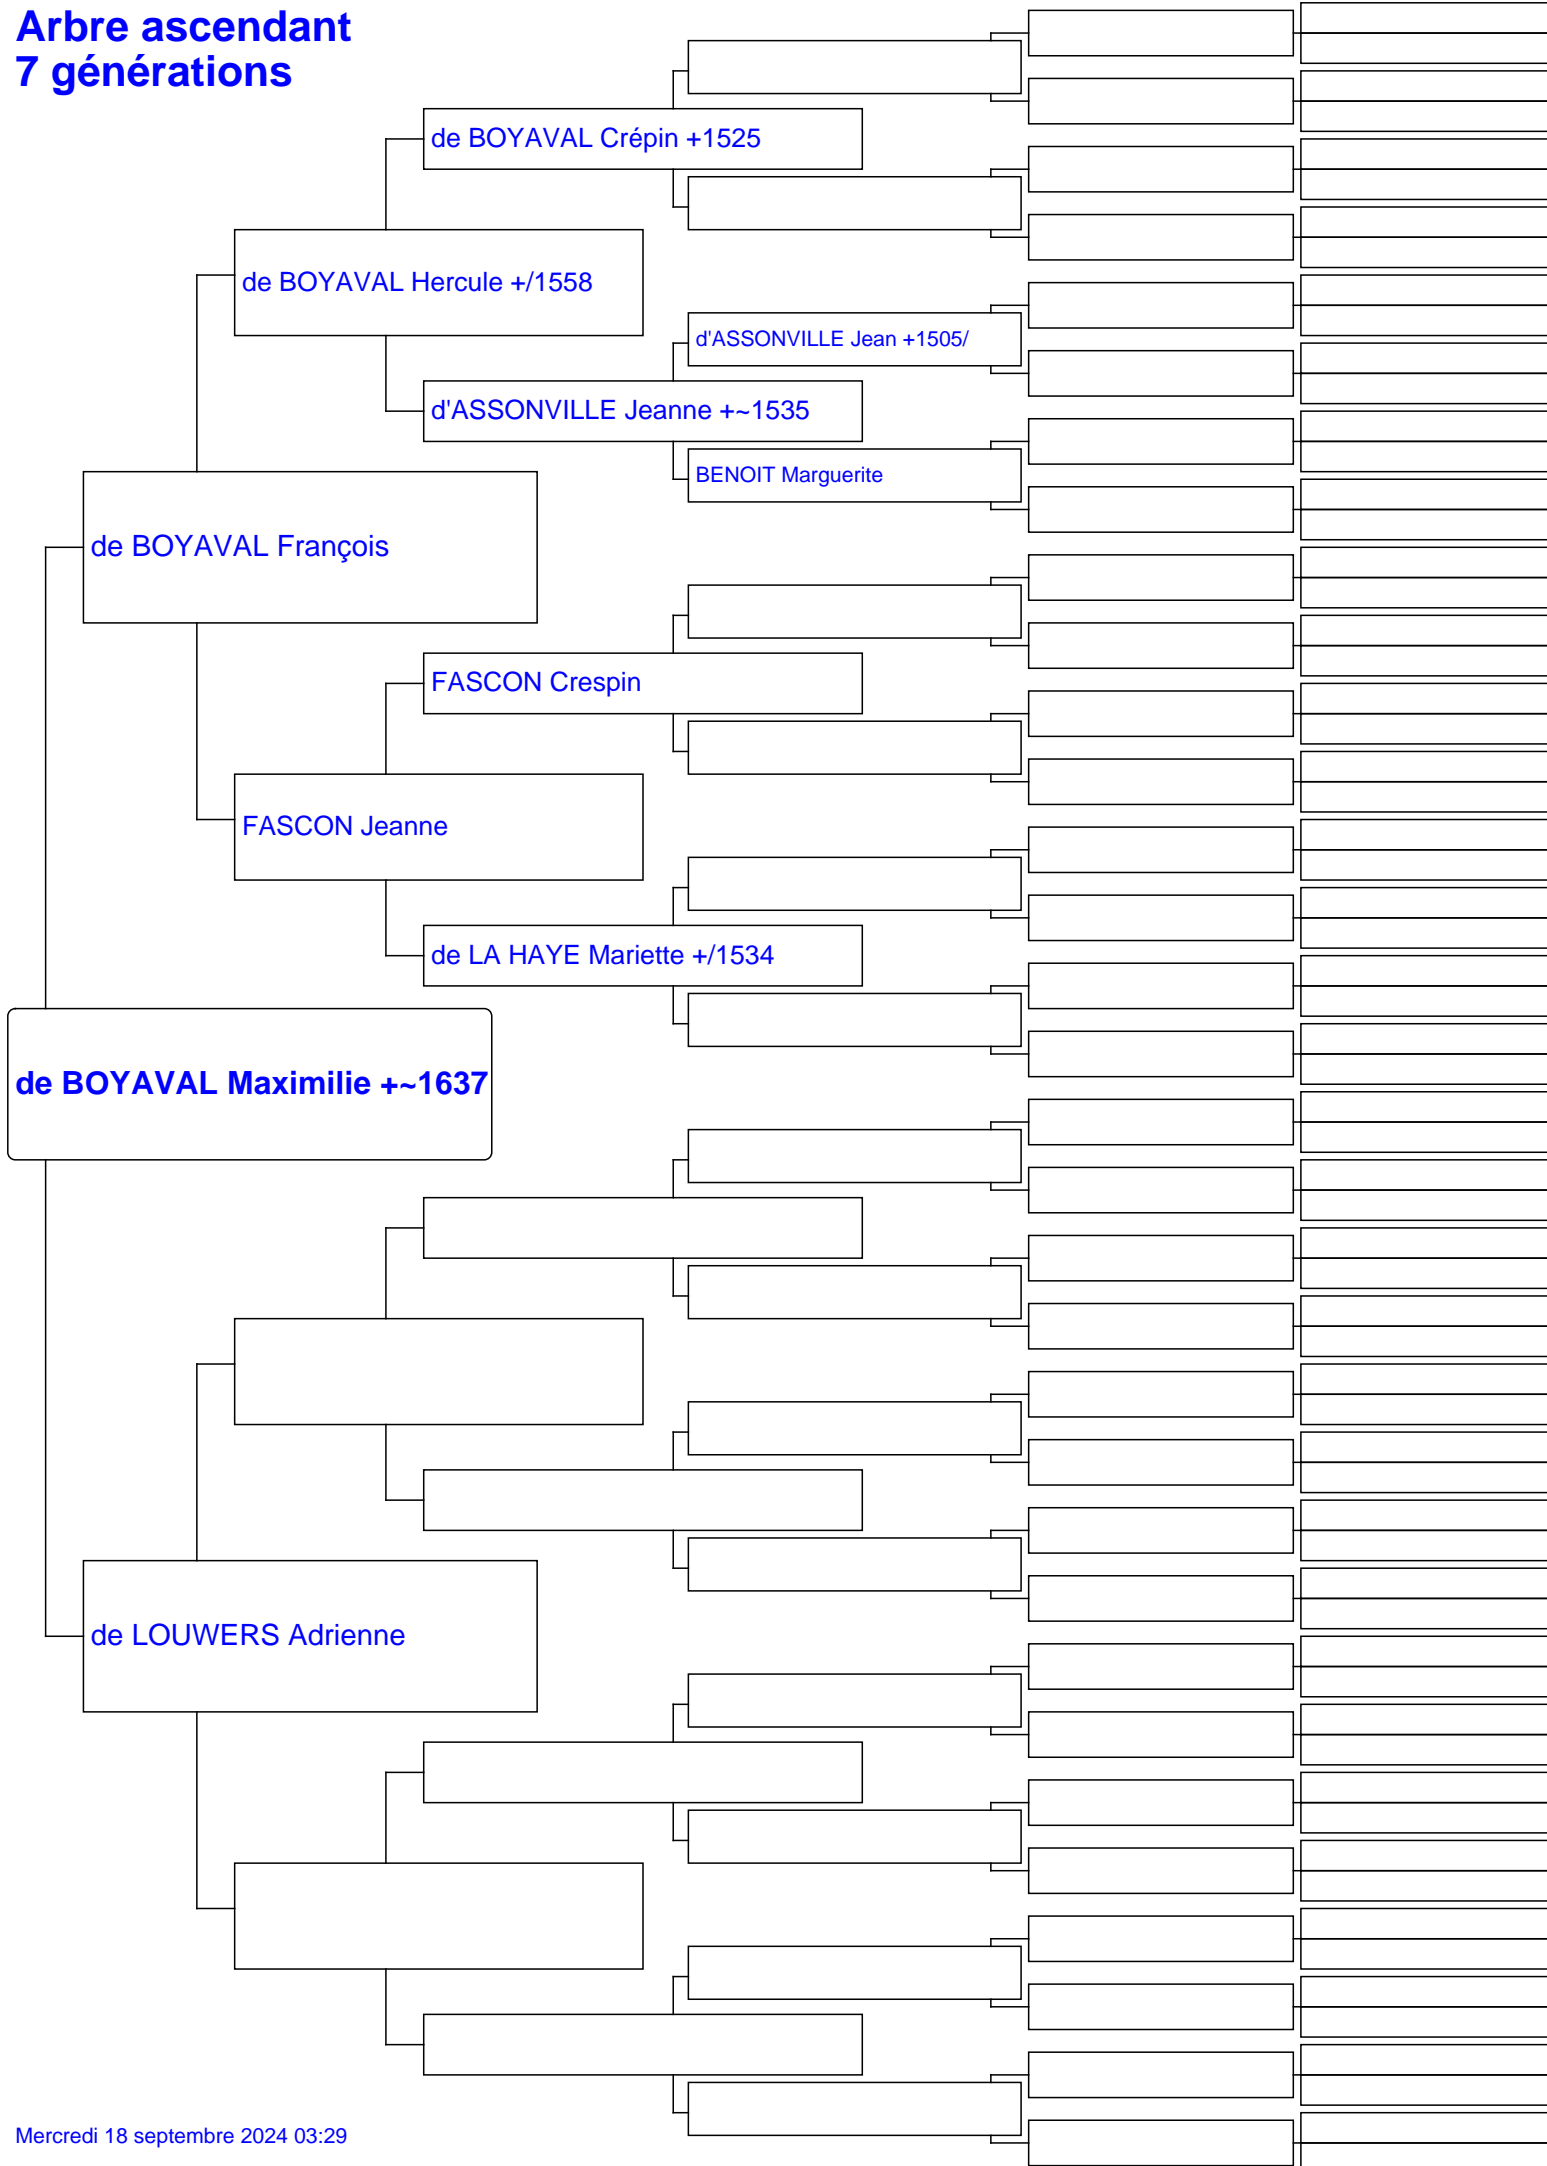 Arbre ascendant
7 générations
de BOYAVAL Crépin +1525
de BOYAVAL Hercule +/1558
d'ASSONVILLE Jean +1505/
d'ASSONVILLE Jeanne +~1535
BENOIT Marguerite
de BOYAVAL François
FASCON Crespin
FASCON Jeanne
de LA HAYE Mariette +/1534
de BOYAVAL Maximilie +~1637
de LOUWERS Adrienne
Mercredi 18 septembre 2024 03:29